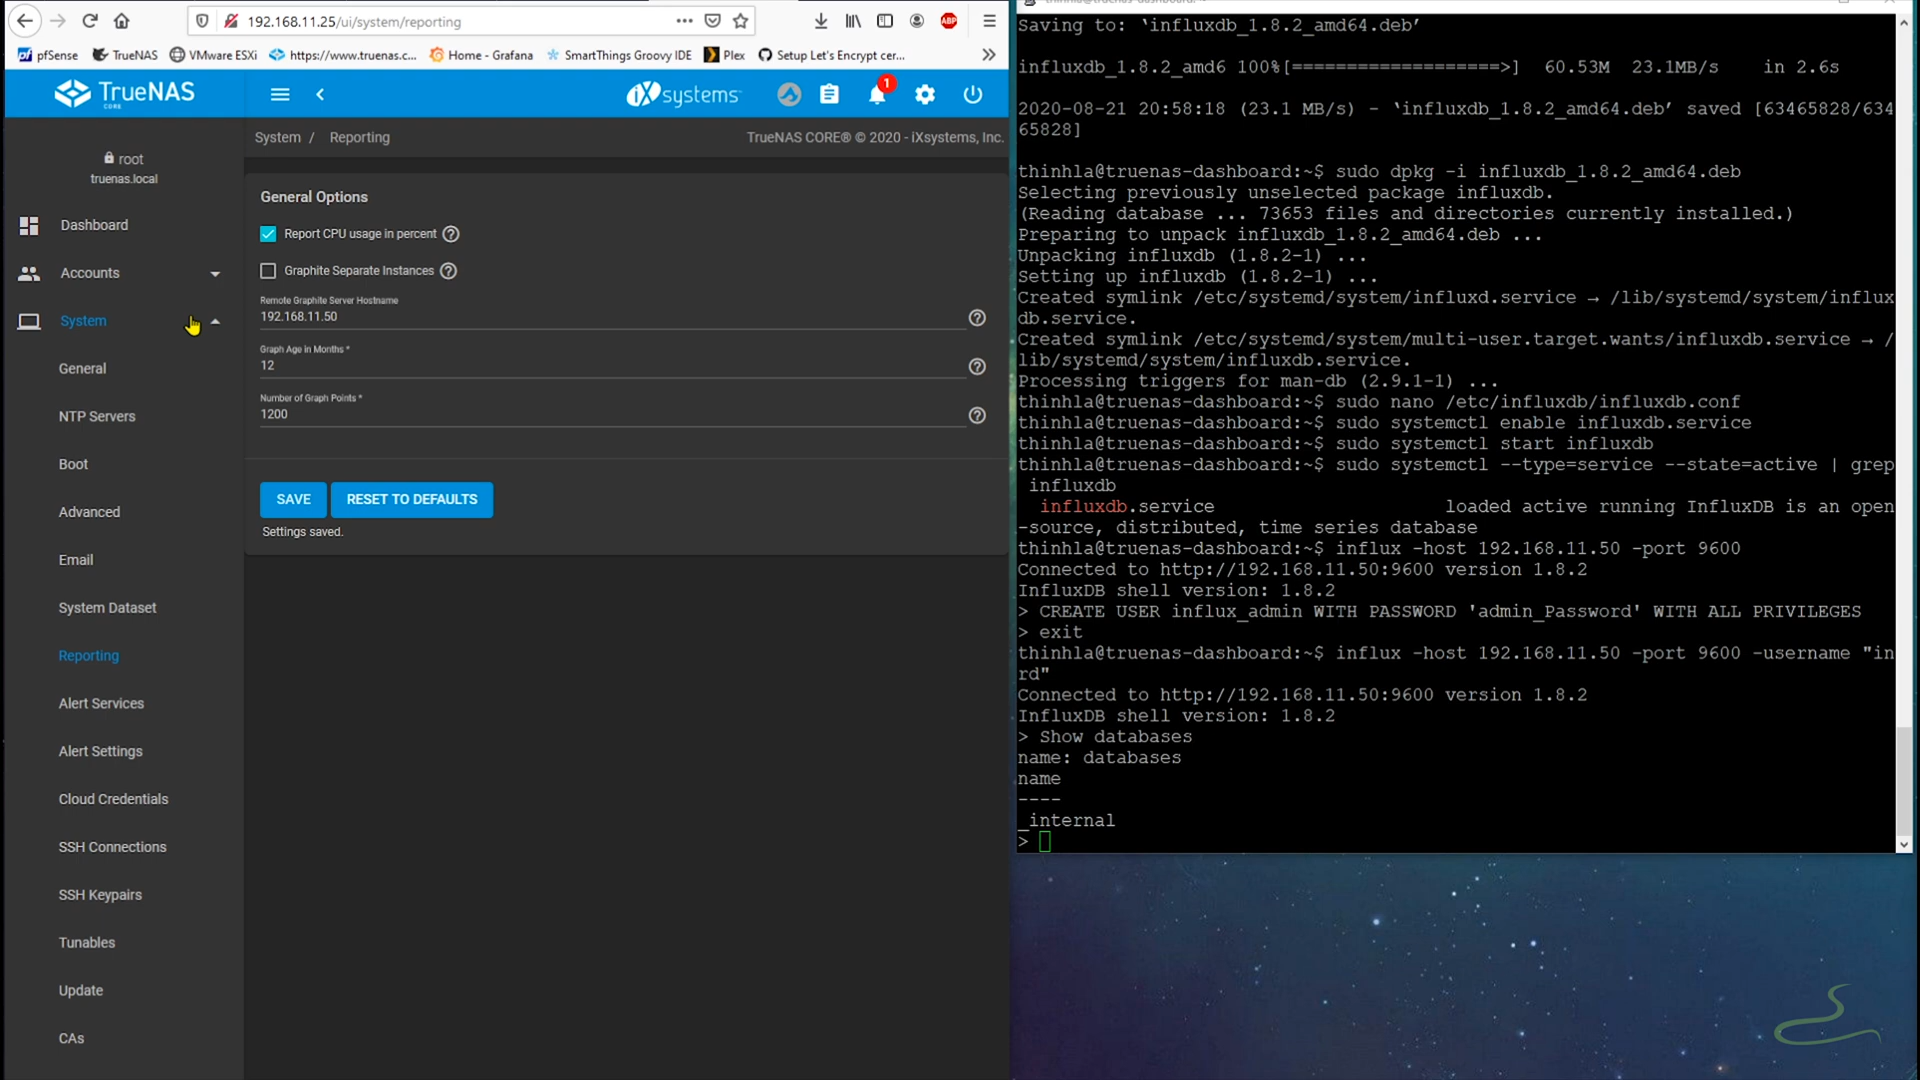 192.168.11.25/ui/system/reporting
pfSense TrueNAS VMware ESXi https://www.truenas.c... Home - Grafana SmartThings Groovy IDE Plex Setup Let's Encrypt cer...
TrueNAS
CORE
iXsystems
1
System / Reporting
TrueNAS CORE® © 2020 - iXsystems, Inc.
root
truenas.local
Dashboard
Accounts
System
General
NTP Servers
Boot
Advanced
Email
System Dataset
Reporting
Alert Services
Alert Settings
Cloud Credentials
SSH Connections
SSH Keypairs
Tunables
Update
CAs
General Options
Report CPU usage in percent
Graphite Separate Instances
Remote Graphite Server Hostname
192.168.11.50
Graph Age in Months *
12
Number of Graph Points *
1200
SAVE RESET TO DEFAULTS
Settings saved.
Saving to: ‘influxdb_1.8.2_amd64.deb’
influxdb_1.8.2_amd6 100%[===================>] 60.53M 23.1MB/s in 2.6s
2020-08-21 20:58:18 (23.1 MB/s) - ‘influxdb_1.8.2_amd64.deb’ saved [63465828/634
65828]
thinhla@truenas-dashboard:~$ sudo dpkg -i influxdb_1.8.2_amd64.deb
Selecting previously unselected package influxdb.
(Reading database ... 73653 files and directories currently installed.)
Preparing to unpack influxdb_1.8.2_amd64.deb ...
Unpacking influxdb (1.8.2-1) ...
Setting up influxdb (1.8.2-1) ...
Created symlink /etc/systemd/system/influxd.service → /lib/systemd/system/influx
db.service.
Created symlink /etc/systemd/system/multi-user.target.wants/influxdb.service → /
lib/systemd/system/influxdb.service.
Processing triggers for man-db (2.9.1-1) ...
thinhla@truenas-dashboard:~$ sudo nano /etc/influxdb/influxdb.conf
thinhla@truenas-dashboard:~$ sudo systemctl enable influxdb.service
thinhla@truenas-dashboard:~$ sudo systemctl start influxdb
thinhla@truenas-dashboard:~$ sudo systemctl --type=service --state=active | grep
influxdb
influxdb.service loaded active running InfluxDB is an open
-source, distributed, time series database
thinhla@truenas-dashboard:~$ influx -host 192.168.11.50 -port 9600
Connected to http://192.168.11.50:9600 version 1.8.2
InfluxDB shell version: 1.8.2
> CREATE USER influx_admin WITH PASSWORD 'admin_Password' WITH ALL PRIVILEGES
> exit
thinhla@truenas-dashboard:~$ influx -host 192.168.11.50 -port 9600 -username "in
rd"
Connected to http://192.168.11.50:9600 version 1.8.2
InfluxDB shell version: 1.8.2
> Show databases
name: databases
name
----
_internal
>